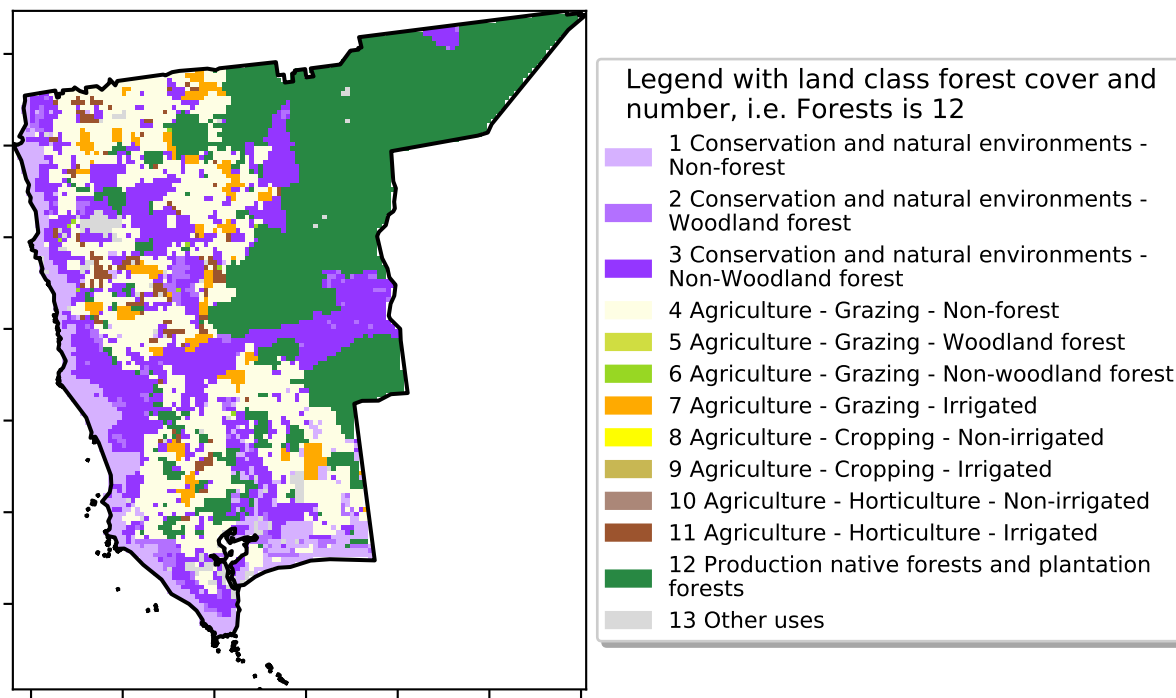 Legend with land class forest cover and
number, i.e. Forests is 12
1 Conservation and natural environments -
Non-forest
2 Conservation and natural environments -
Woodland forest
3 Conservation and natural environments -
Non-Woodland forest
4 Agriculture - Grazing - Non-forest
5 Agriculture - Grazing - Woodland forest
6 Agriculture - Grazing - Non-woodland forest
7 Agriculture - Grazing - Irrigated
8 Agriculture - Cropping - Non-irrigated
9 Agriculture - Cropping - Irrigated
10 Agriculture - Horticulture - Non-irrigated
11 Agriculture - Horticulture - Irrigated
12 Production native forests and plantation
forests
13 Other uses